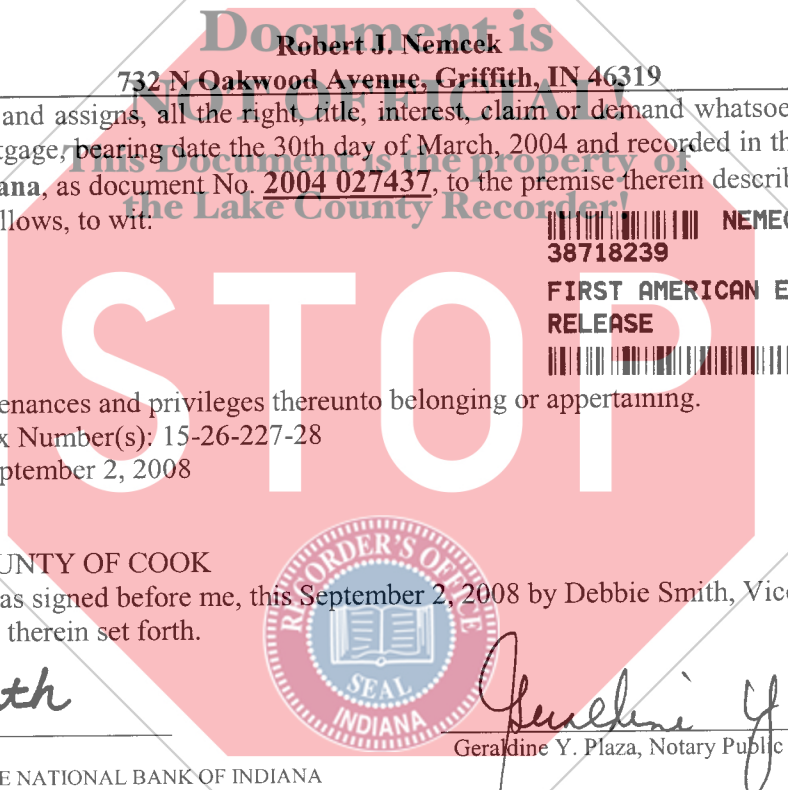 Document is
Robert J. Nemcek
732 N Oakwood Avenue, Griffith, IN 46319
NOT OFFICIAL!
and assigns, all the right, title, interest, claim or demand whatsoe
tgage, bearing date the 30th day of March, 2004 and recorded in th
This Document is the property of
ana, as document No. 2004 027437, to the premise therein describ
the Lake County Recorder!
llows, to wit:
NEMEC
38718239
FIRST AMERICAN E
RELEASE
STOP
enances and privileges thereunto belonging or appertaining.
x Number(s): 15-26-227-28
ptember 2, 2008
RECORDER'S OFFICE
UNTY OF COOK
as signed before me, this September 2, 2008 by Debbie Smith, Vice
therein set forth.
SEAL
INDIANA
th
Geraldine Y
Geraldine Y. Plaza, Notary Public
E NATIONAL BANK OF INDIANA